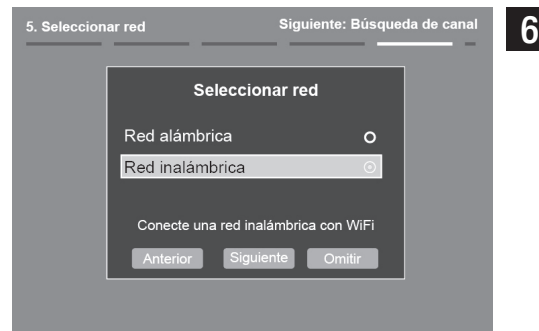 5. Seleccionar red
Siguiente: Búsqueda de canal
6
Seleccionar red
Red alámbrica
Red inalámbrica
Conecte una red inalámbrica con WiFi
Anterior
Siguiente
Omitir